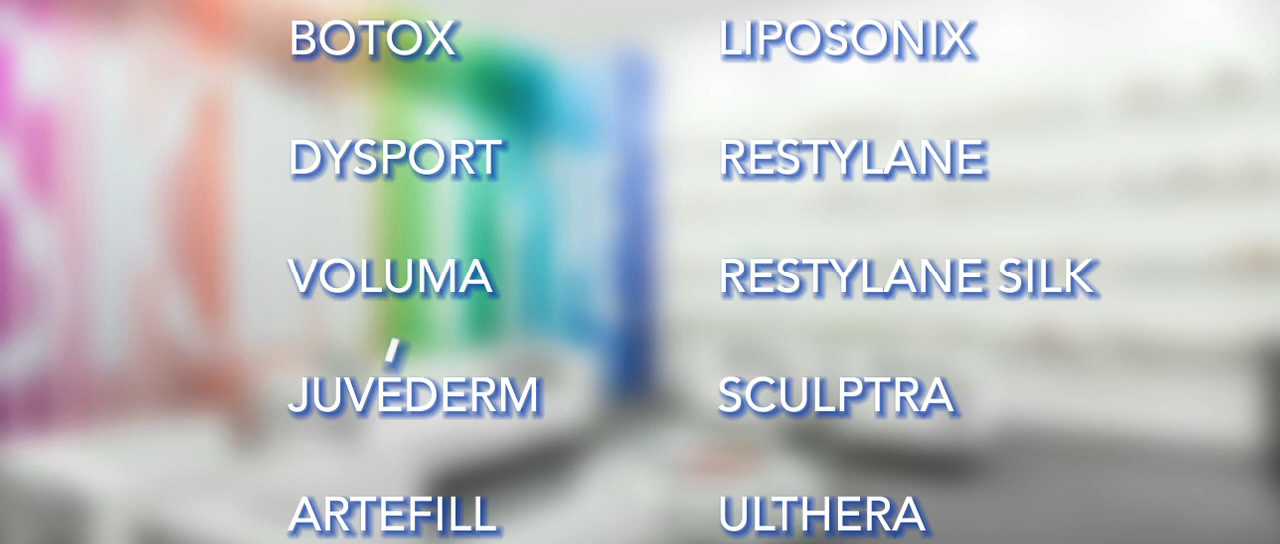 BOTOX
DYSPORT
VOLUMA
JUVÉDERM
ARTEFILL
LIPOSONIX
RESTYLANE
RESTYLANE SILK
SCULPTRA
ULTHERA